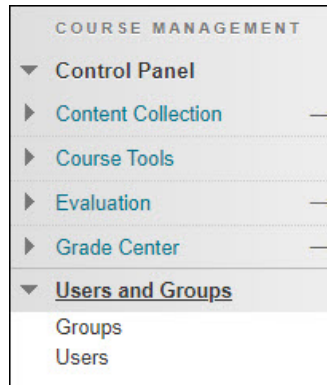 COURSE MANAGEMENT
Control Panel
Content Collection
Course Tools
Evaluation
Grade Center
Users and Groups
Groups
Users